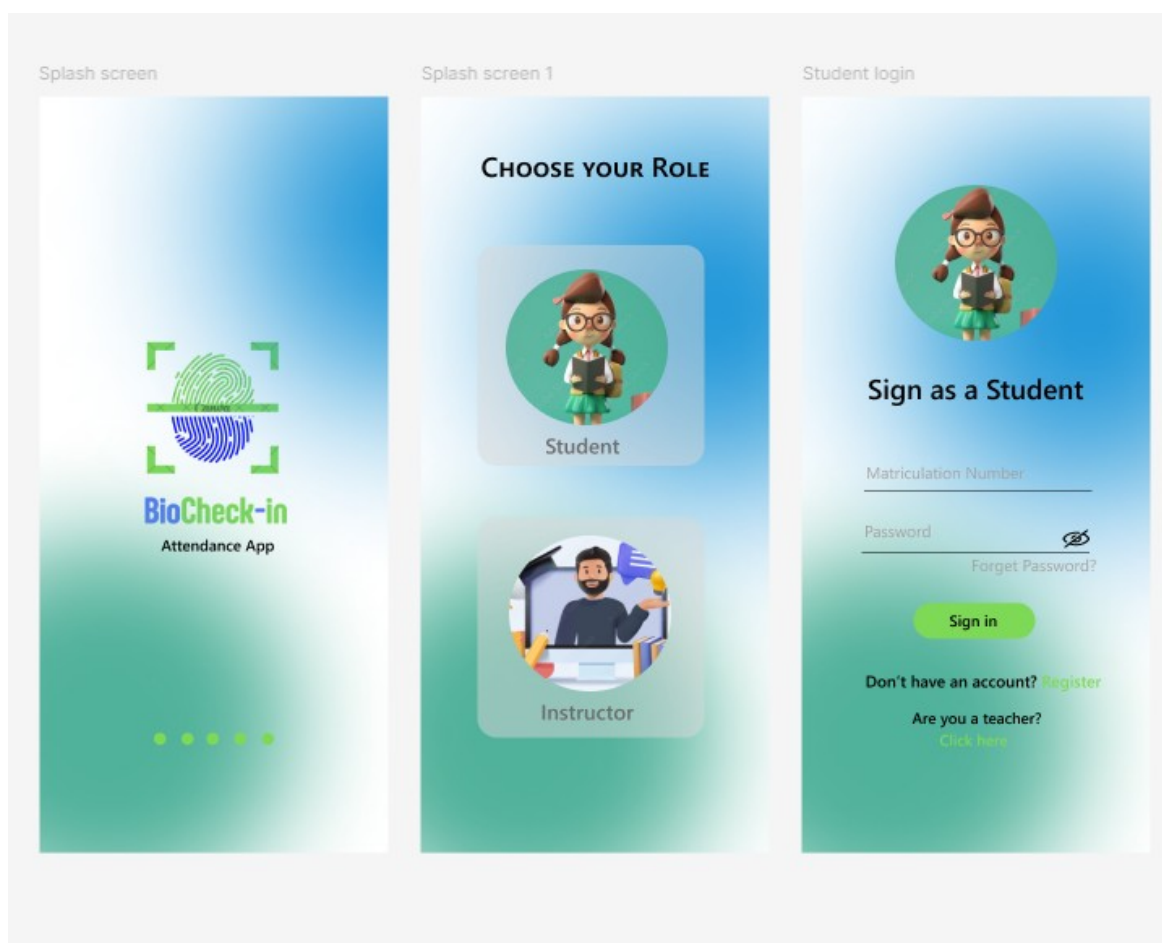 Splash screen
Splash screen 1
Student login
BioCheck-in
Attendance App
CHOOSE YOUR ROLE
Student
Instructor
Sign as a Student
Matriculation Number
Password
Forget Password?
Sign in
Don't have an account? Register
Are you a teacher?
Click here